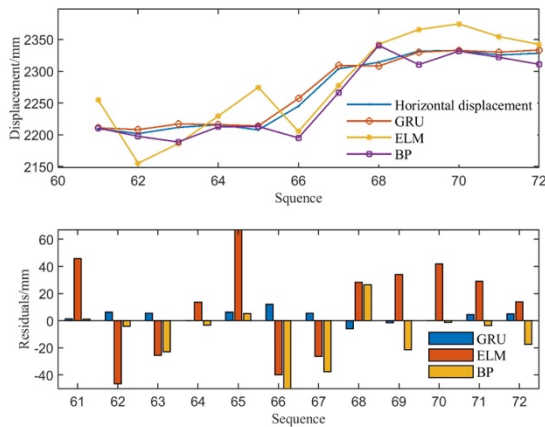 2350
2300
2250
2200
2150
Displacement/mm
Horizontal displacement
GRU
ELM
BP
60 62 64 66 68 70 72
Squence
60
40
20
0
-20
-40
Residuals/mm
GRU
ELM
BP
61 62 63 64 65 66 67 68 69 70 71 72
Sequence